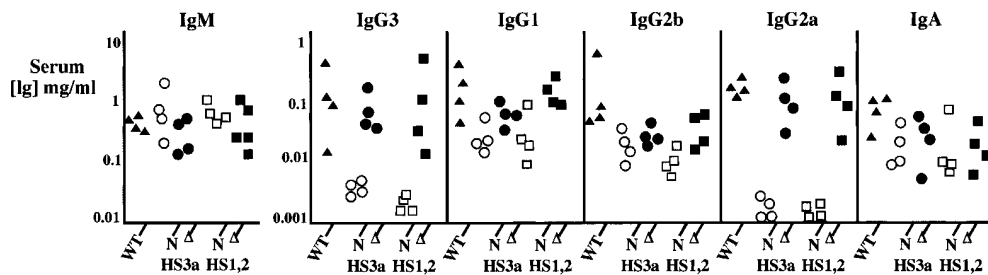 IgM IgG3 IgG1 IgG2b IgG2a IgA
Serum
[Ig] mg/ml
10
1
0.1
0.01
1
0.1
0.01
0.001
WT N Δ N Δ
HS3a HS1,2
WT N Δ N Δ
HS3a HS1,2
WT N Δ N Δ
HS3a HS1,2
WT N Δ N Δ
HS3a HS1,2
WT N Δ N Δ
HS3a HS1,2
WT N Δ N Δ
HS3a HS1,2